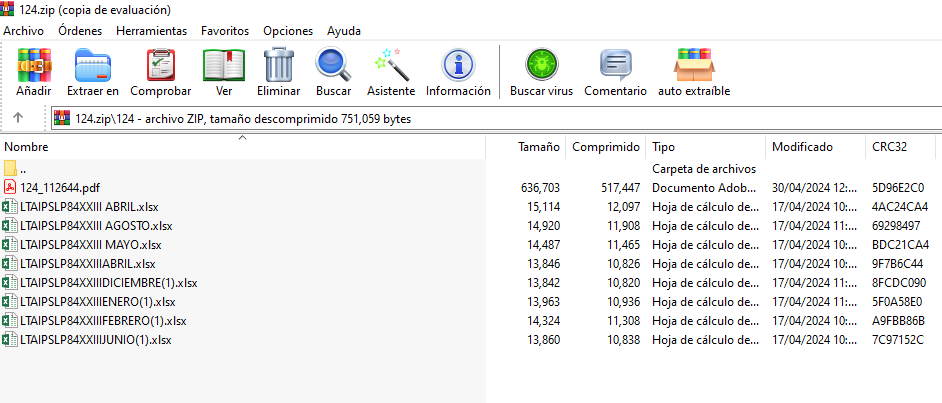 124.zip (copia de evaluación)
Archivo Órdenes Herramientas Favoritos Opciones Ayuda
Añadir Extraer en Comprobar Ver Eliminar Buscar Asistente Información Buscar virus Comentario auto extraíble
124.zip\124 - archivo ZIP, tamaño descomprimido 751,059 bytes
Nombre Tamaño Comprimido Tipo Modificado CRC32
.. Carpeta de archivos
124_112644.pdf 636,703 517,447 Documento Adob... 30/04/2024 12:... 5D96E2C0
LTAIPSLP84XXIII ABRIL.xlsx 15,114 12,097 Hoja de cálculo de... 17/04/2024 10:... 4AC24CA4
LTAIPSLP84XXIII AGOSTO.xlsx 14,920 11,908 Hoja de cálculo de... 17/04/2024 11:... 69298497
LTAIPSLP84XXIII MAYO.xlsx 14,487 11,465 Hoja de cálculo de... 17/04/2024 10:... BDC21CA4
LTAIPSLP84XXIIIABRIL.xlsx 13,846 10,826 Hoja de cálculo de... 17/04/2024 10:... 9F7B6C44
LTAIPSLP84XXIIIDICIEMBRE(1).xlsx 13,842 10,820 Hoja de cálculo de... 17/04/2024 11:... 8FCDC090
LTAIPSLP84XXIIIENERO(1).xlsx 13,963 10,936 Hoja de cálculo de... 17/04/2024 11:... 5F0A58E0
LTAIPSLP84XXIIIFEBRERO(1).xlsx 14,324 11,308 Hoja de cálculo de... 17/04/2024 10:... A9FBB86B
LTAIPSLP84XXIIIJUNIO(1).xlsx 13,860 10,838 Hoja de cálculo de... 17/04/2024 10:... 7C97152C